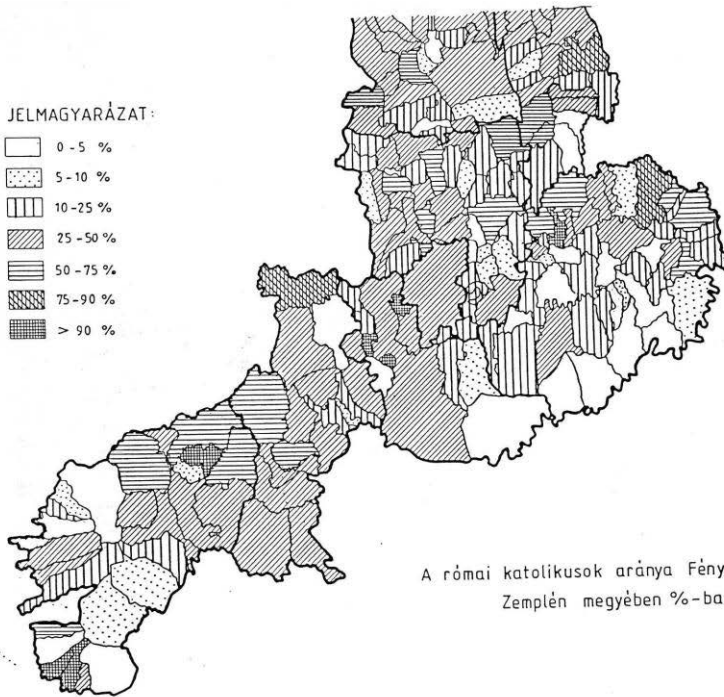 JELMAGYARÁZAT:
0-5 %
5-10 %
10-25 %
25-50 %
50-75 %
75-90 %
> 90 %
A római katolikusok aránya Fény
Zemplén megyében %-ba